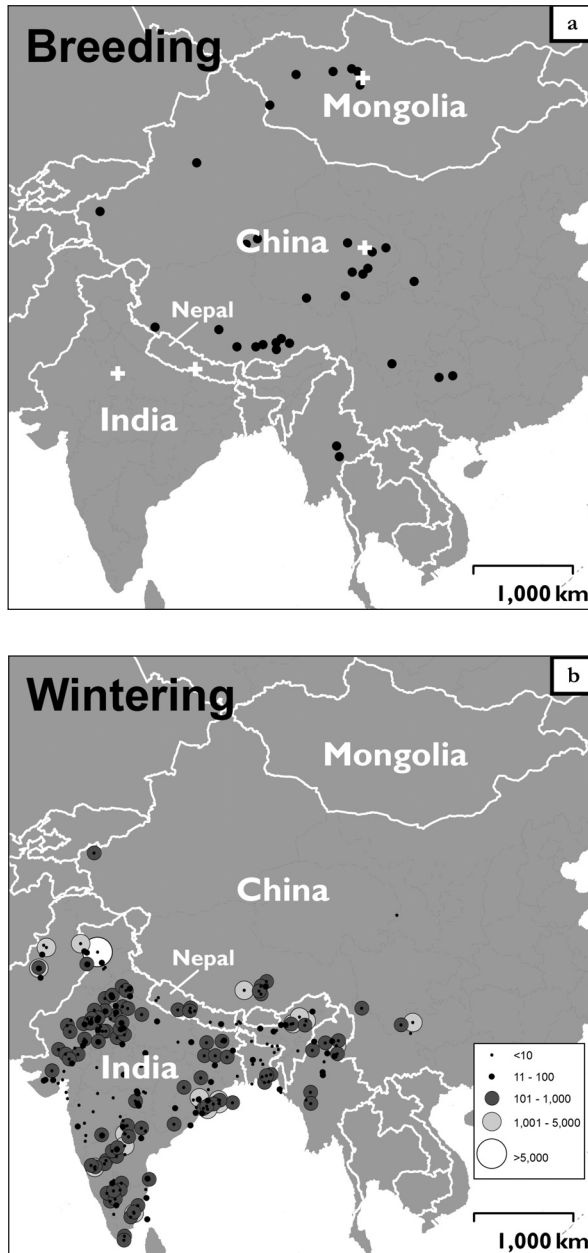 a
Breeding
Mongolia
China
Nepal
India
1,000 km
b
Wintering
Mongolia
China
Nepal
India
<10
11 - 100
101 - 1,000
1,001 - 5,000
>5,000
1,000 km